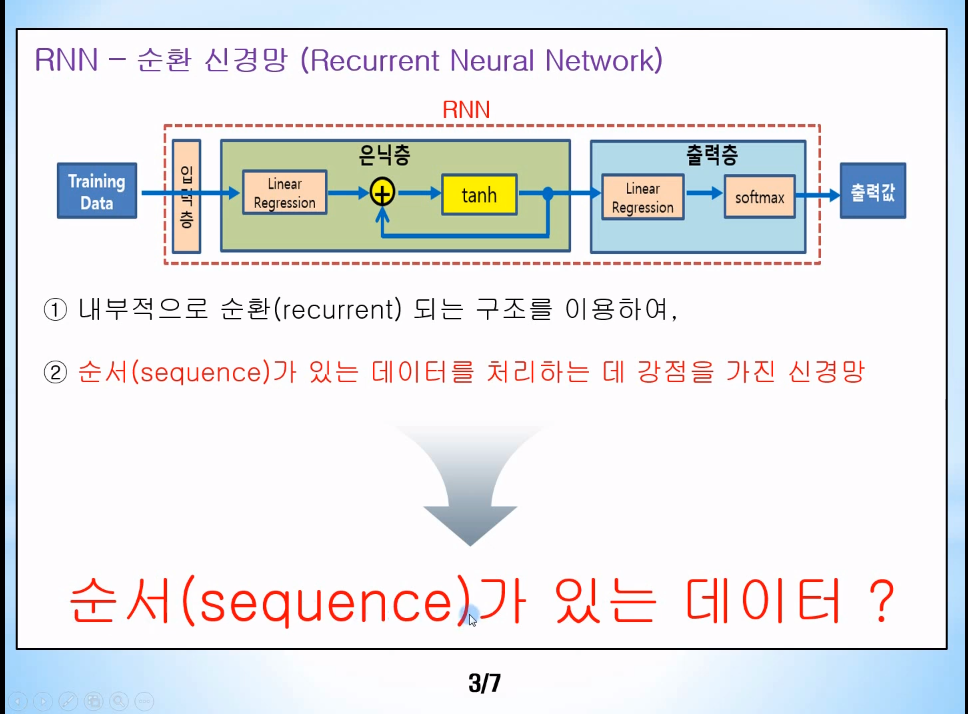 RNN – 순환 신경망 (Recurrent Neural Network)
RNN
Training
Data
입력층
은닉층
Linear
Regression
+
tanh
출력층
Linear
Regression
softmax
출력값
① 내부적으로 순환(recurrent) 되는 구조를 이용하여,
② 순서(sequence)가 있는 데이터를 처리하는 데 강점을 가진 신경망
순서(sequence)가 있는 데이터 ?
3/7